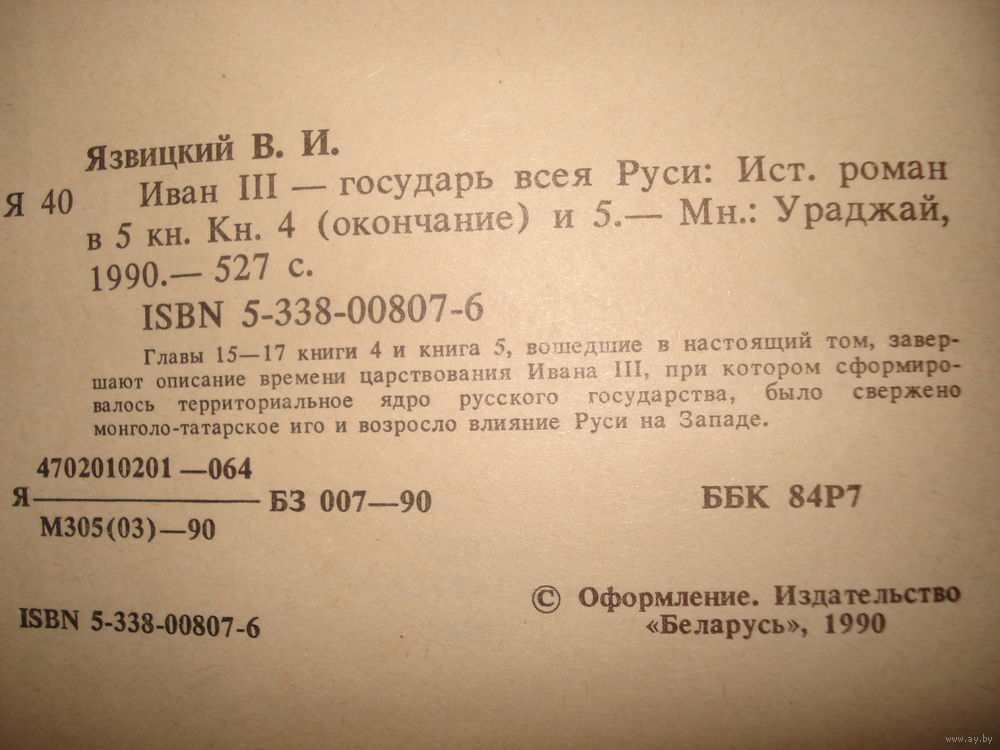 Язвицкий В. И.
Я 40 Иван III — государь всея Руси: Ист. роман
в 5 кн. Кн. 4 (окончание) и 5.— Мн.: Ураджай,
1990.— 527 с.
ISBN 5-338-00807-6
Главы 15—17 книги 4 и книга 5, вошедшие в настоящий том, завер-
шают описание времени царствования Ивана III, при котором сформиро-
валось территориальное ядро русского государства, было свержено
монголо-татарское иго и возросло влияние Руси на Западе.
4702010201—064
Я——— БЗ 007—90 ББК 84Р7
М305(03)—90
ISBN 5-338-00807-6
© Оформление. Издательство
«Беларусь», 1990
www.ay.by